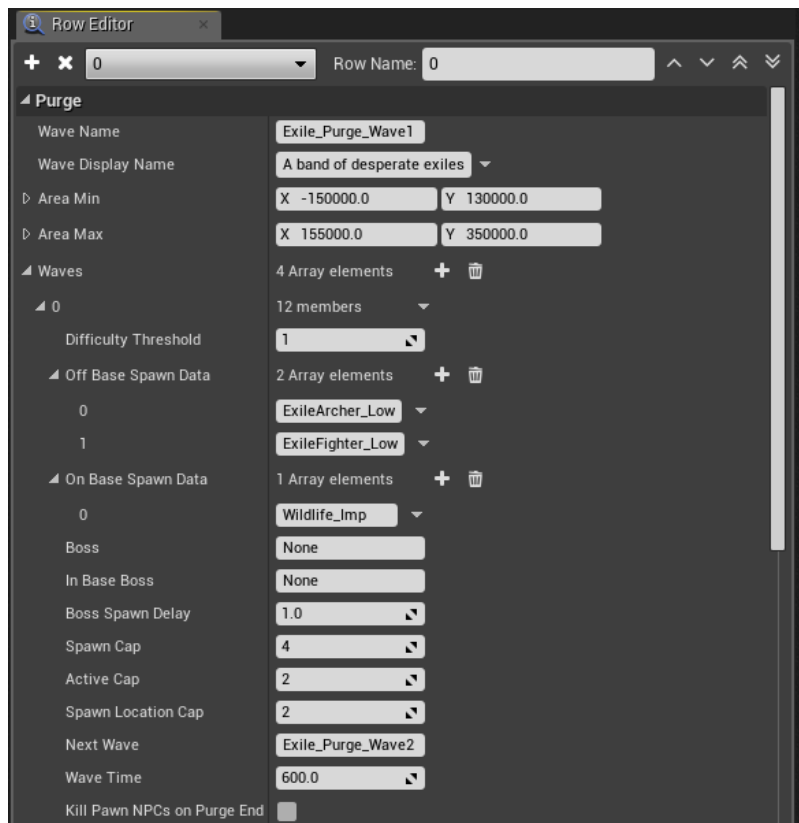 Row Editor
0 Row Name: 0
Purge
Wave Name Exile_Purge_Wave1
Wave Display Name A band of desperate exiles
Area Min X -150000.0 Y 130000.0
Area Max X 155000.0 Y 350000.0
Waves 4 Array elements
0 12 members
Difficulty Threshold 1
Off Base Spawn Data 2 Array elements
0 ExileArcher_Low
1 ExileFighter_Low
On Base Spawn Data 1 Array elements
0 Wildlife_Imp
Boss None
In Base Boss None
Boss Spawn Delay 1.0
Spawn Cap 4
Active Cap 2
Spawn Location Cap 2
Next Wave Exile_Purge_Wave2
Wave Time 600.0
Kill Pawn NPCs on Purge End